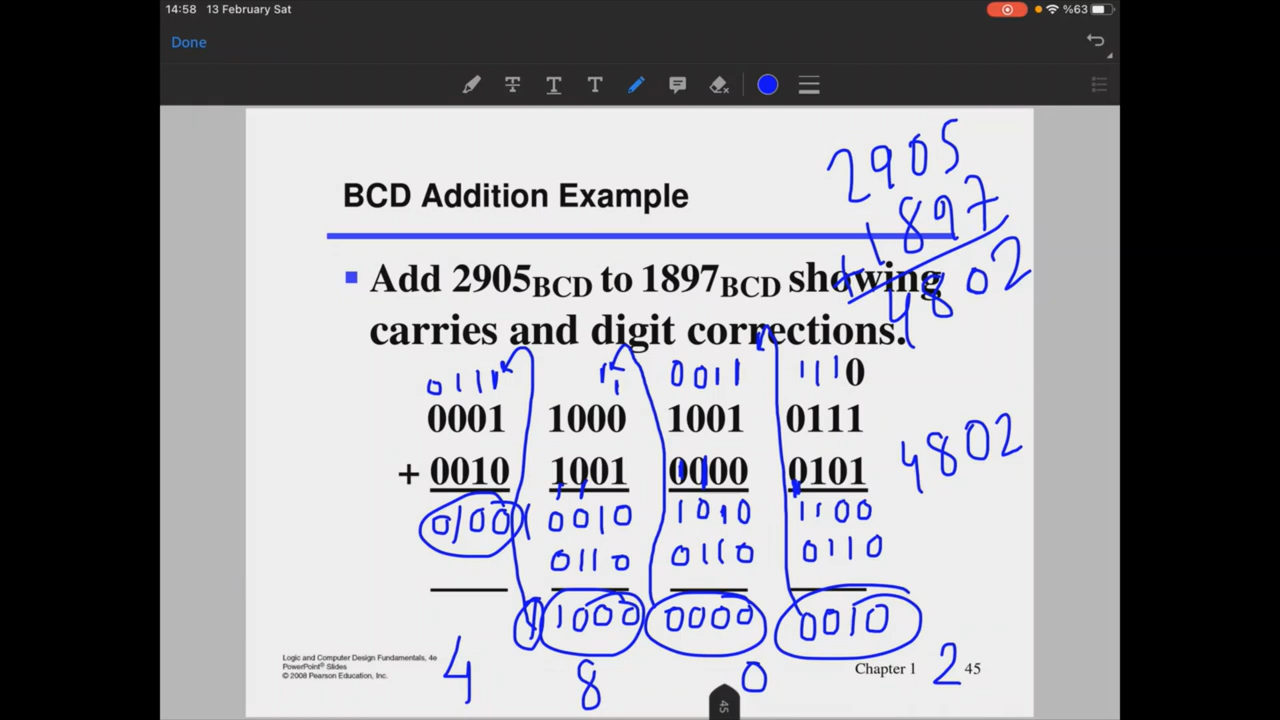 14:58 13 February Sat %63
Done
2905
BCD Addition Example
+1897
4802
Add 2905BCD to 1897BCD showing
carries and digit corrections.
0111 11 0011 1110
0001 1000 1001 0111
4802
+ 0010 1001 0000 0101
0100 1 0010 1010 1100
0110 0110 0110
1 1000 0000 0010
4 8 0 2
Logic and Computer Design Fundamentals, 4e
PowerPoint® Slides
© 2008 Pearson Education, Inc.
Chapter 1 45
45